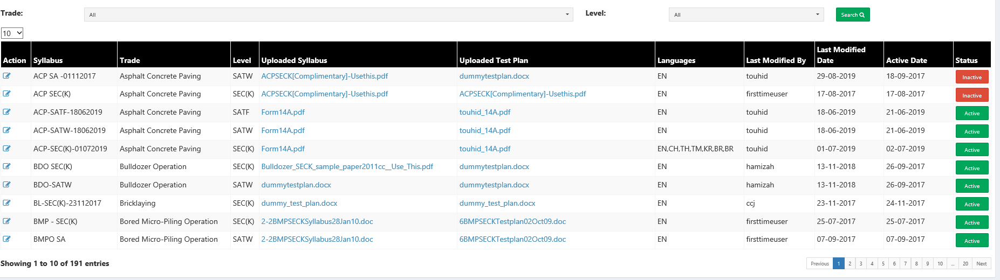 Trade: All Level: All Search
10
Action Syllabus Trade Level Uploaded Syllabus Uploaded Test Plan Languages Last Modified By Last Modified Date Active Date Status
ACP SA -01112017 Asphalt Concrete Paving SATW ACPSECK[Complimentary]-Usethis.pdf dummytestplan.docx EN touhid 29-08-2019 18-09-2017 Inactive
ACP SEC(K) Asphalt Concrete Paving SEC(K) ACPSECK[Complimentary]-Usethis.pdf ACPSECK[Complimentary]-Usethis.pdf EN firsttimeuser 17-08-2017 17-08-2017 Inactive
ACP-SATF-18062019 Asphalt Concrete Paving SATF Form14A.pdf touhid_14A.pdf EN touhid 18-06-2019 21-06-2019 Active
ACP-SATW-18062019 Asphalt Concrete Paving SATW Form14A.pdf touhid_14A.pdf EN touhid 18-06-2019 21-06-2019 Active
ACP-SEC(K)-01072019 Asphalt Concrete Paving SEC(K) Form14A.pdf touhid_14A.pdf EN,CH,TH,TM,KR,BR,BR touhid 01-07-2019 02-07-2019 Active
BDO SEC(K) Bulldozer Operation SEC(K) Bulldozer_SECK_sample_paper2011cc__Use_This.pdf dummytestplan.docx EN hamizah 13-11-2018 26-09-2017 Active
BDO-SATW Bulldozer Operation SATW dummytestplan.docx dummytestplan.docx EN hamizah 13-11-2018 26-09-2017 Active
BL-SEC(K)-23112017 Bricklaying SEC(K) dummy_test_plan.docx dummy_test_plan.docx EN ccj 23-11-2017 24-11-2017 Active
BMP - SEC(K) Bored Micro-Piling Operation SEC(K) 2-2BMPSECKSyllabus28Jan10.doc 6BMPSECKTestplan02Oct09.doc EN firsttimeuser 25-07-2017 25-07-2017 Active
BMPO SA Bored Micro-Piling Operation SATW 2-2BMPSECKSyllabus28Jan10.doc 6BMPSECKTestplan02Oct09.doc EN firsttimeuser 07-09-2017 07-09-2017 Active
Showing 1 to 10 of 191 entries Previous 1 2 3 4 5 6 7 8 9 10 ... 20 Next